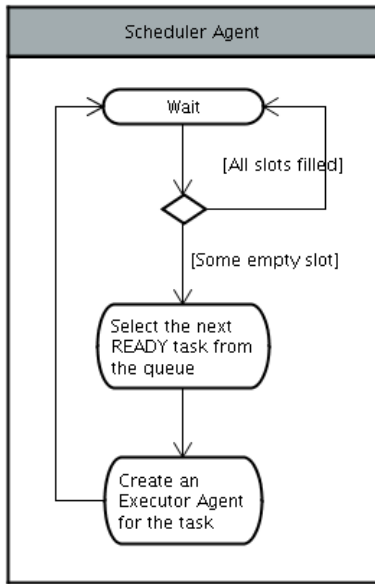 Scheduler Agent
Wait
[All slots filled]
[Some empty slot]
Select the next
READY task from
the queue
Create an
Executor Agent
for the task